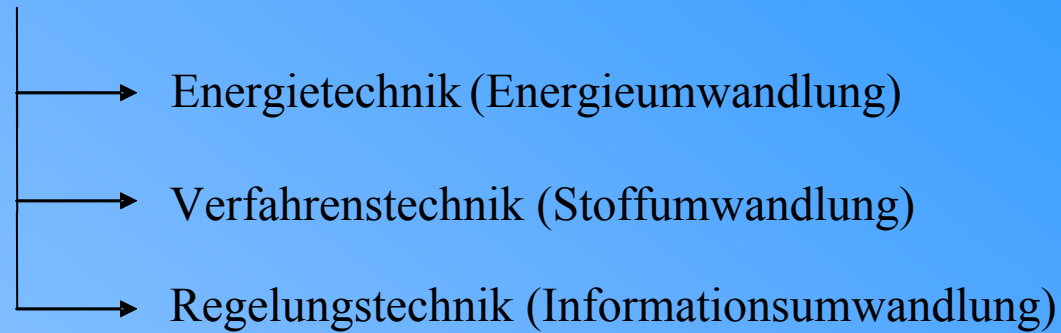 Energietechnik (Energieumwandlung)
Verfahrenstechnik (Stoffumwandlung)
Regelungstechnik (Informationsumwandlung)